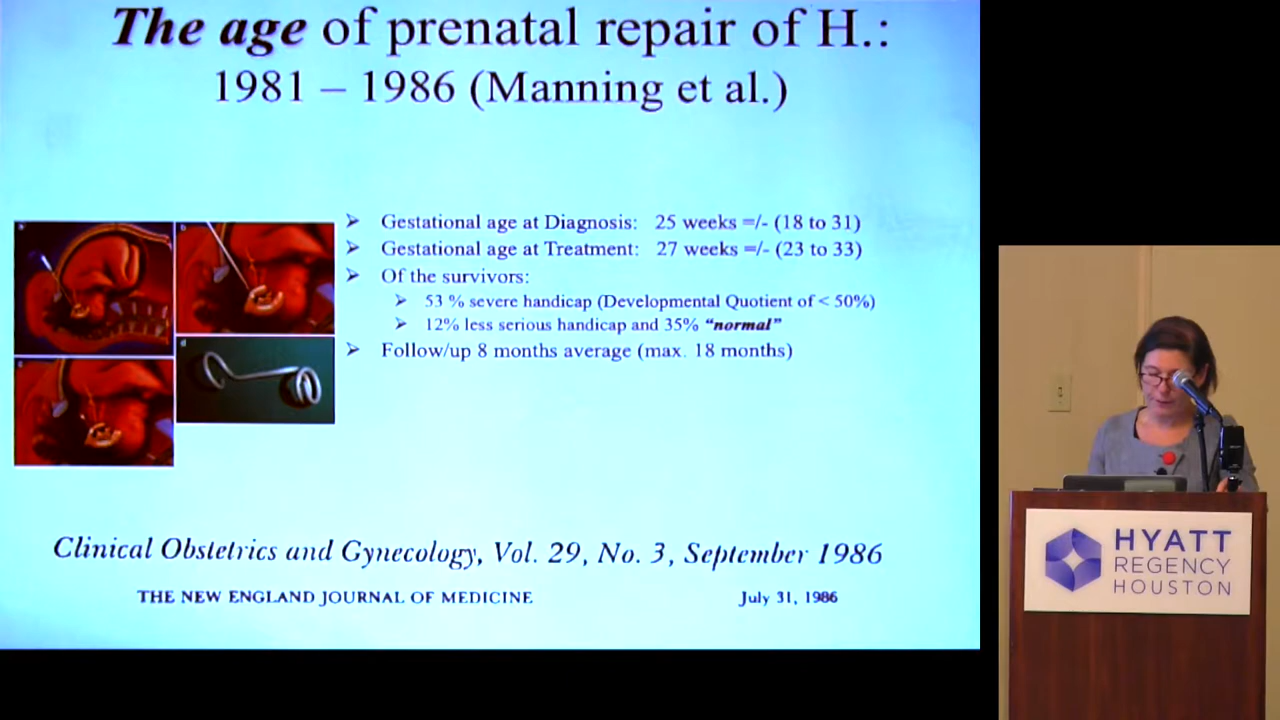 The age of prenatal repair of H.:
1981 – 1986 (Manning et al.)
Gestational age at Diagnosis: 25 weeks =/- (18 to 31)
Gestational age at Treatment: 27 weeks =/- (23 to 33)
Of the survivors:
53 % severe handicap (Developmental Quotient of < 50%)
12% less serious handicap and 35% “normal”
Follow/up 8 months average (max. 18 months)
Clinical Obstetrics and Gynecology, Vol. 29, No. 3, September 1986
THE NEW ENGLAND JOURNAL OF MEDICINE July 31, 1986
HYATT
REGENCY
HOUSTON